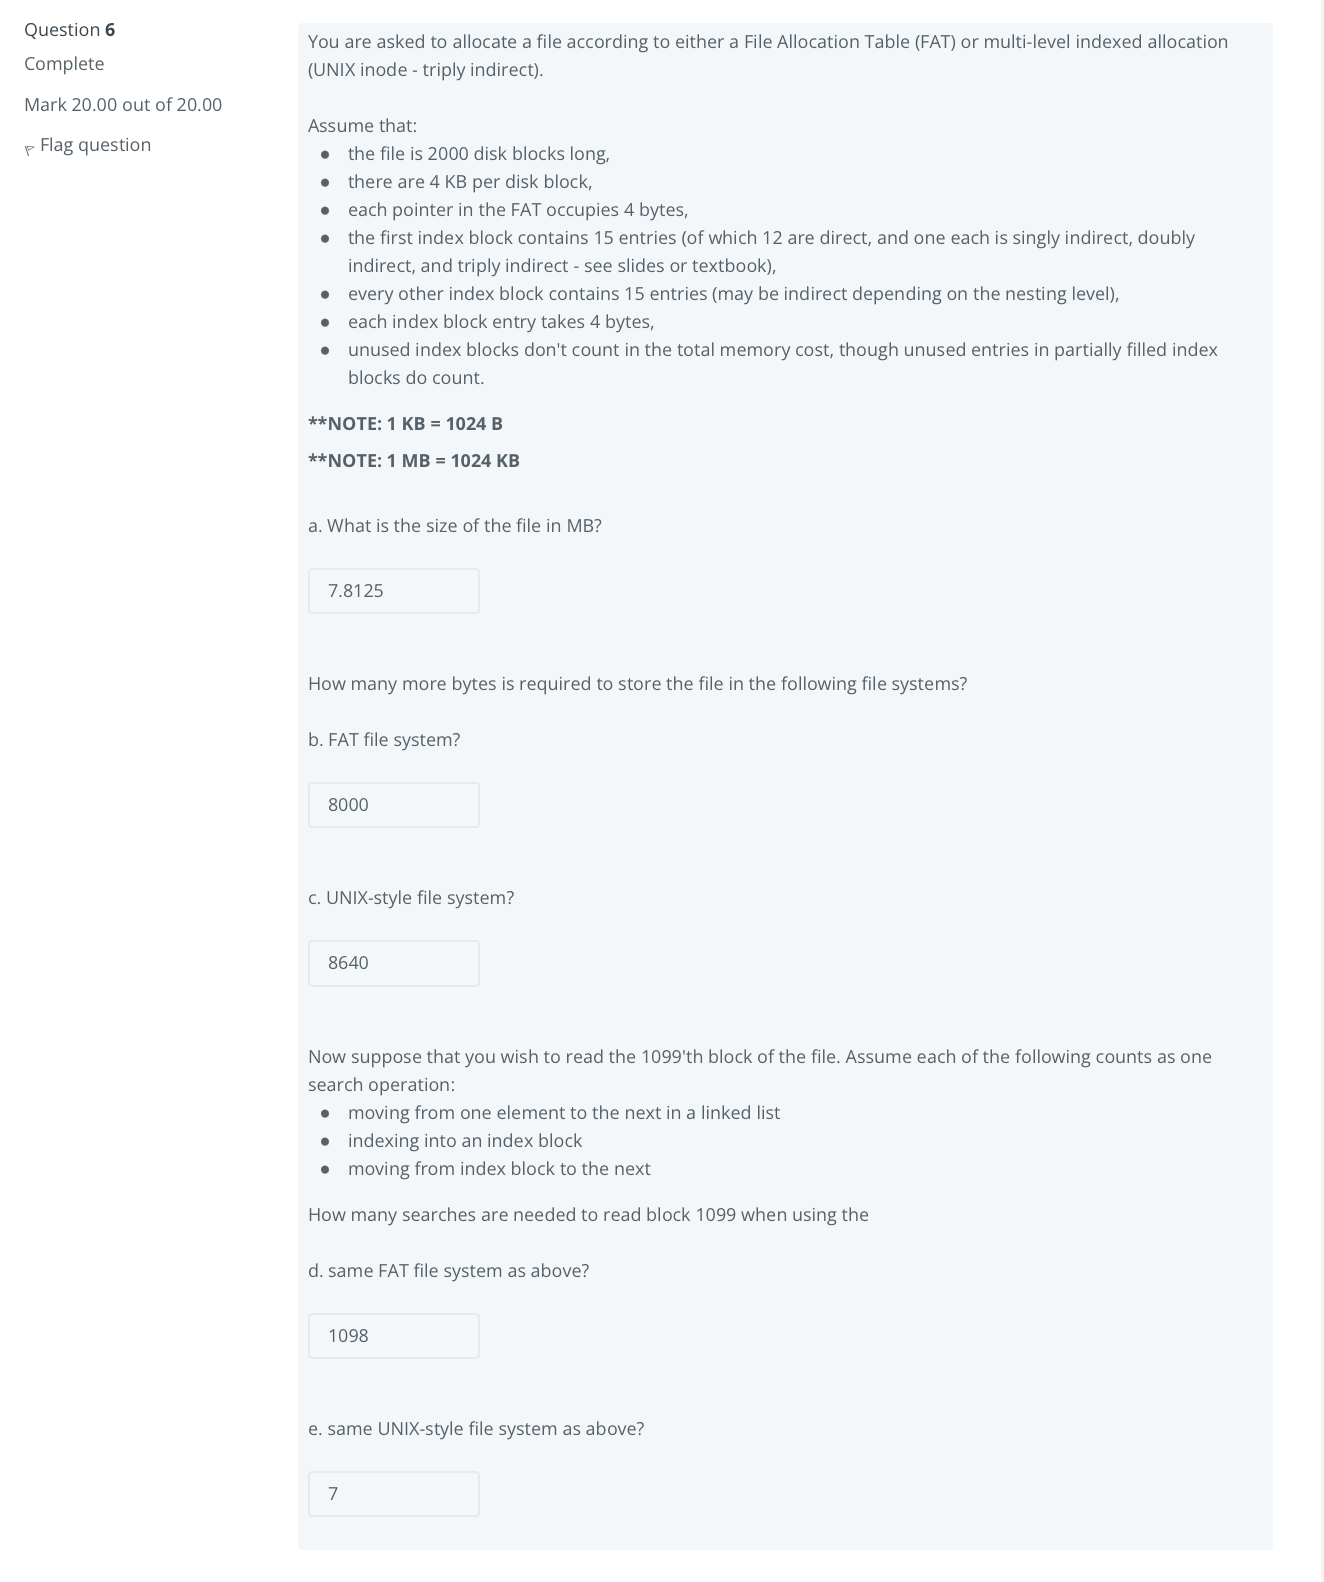 Question 6
Complete
Mark 20.00 out of 20.00
Flag question
You are asked to allocate a file according to either a File Allocation Table (FAT) or multi-level indexed allocation
(UNIX inode - triply indirect).
Assume that:
• the file is 2000 disk blocks long,
• there are 4 KB per disk block,
• each pointer in the FAT occupies 4 bytes,
• the first index block contains 15 entries (of which 12 are direct, and one each is singly indirect, doubly
indirect, and triply indirect - see slides or textbook),
• every other index block contains 15 entries (may be indirect depending on the nesting level),
• each index block entry takes 4 bytes,
• unused index blocks don't count in the total memory cost, though unused entries in partially filled index
blocks do count.
**NOTE: 1 KB = 1024 B
**NOTE: 1 MB = 1024 KB
a. What is the size of the file in MB?
7.8125
How many more bytes is required to store the file in the following file systems?
b. FAT file system?
8000
c. UNIX-style file system?
8640
Now suppose that you wish to read the 1099'th block of the file. Assume each of the following counts as one
search operation:
• moving from one element to the next in a linked list
• indexing into an index block
• moving from index block to the next
How many searches are needed to read block 1099 when using the
d. same FAT file system as above?
1098
e. same UNIX-style file system as above?
7